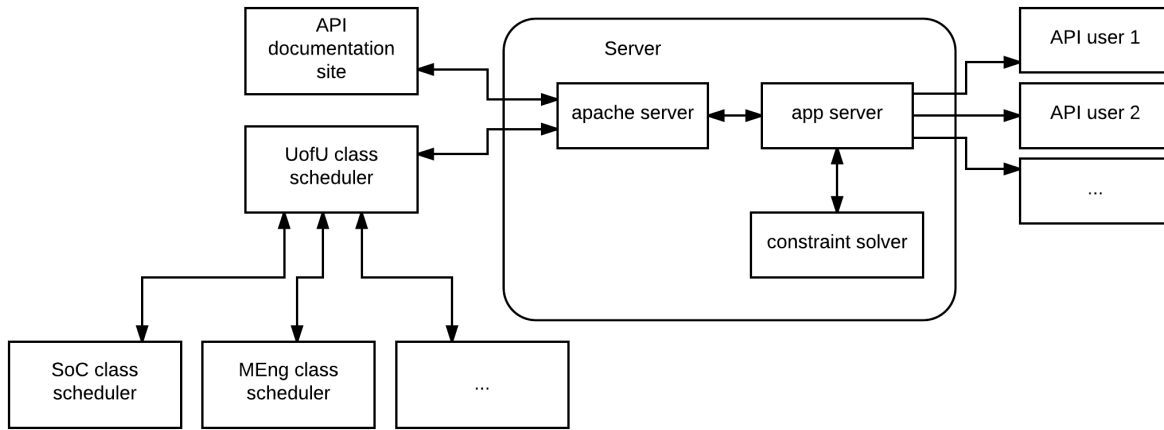 API
documentation
site
Server
API user 1
apache server
app server
API user 2
UofU class
scheduler
...
constraint solver
SoC class
scheduler
MEng class
scheduler
...